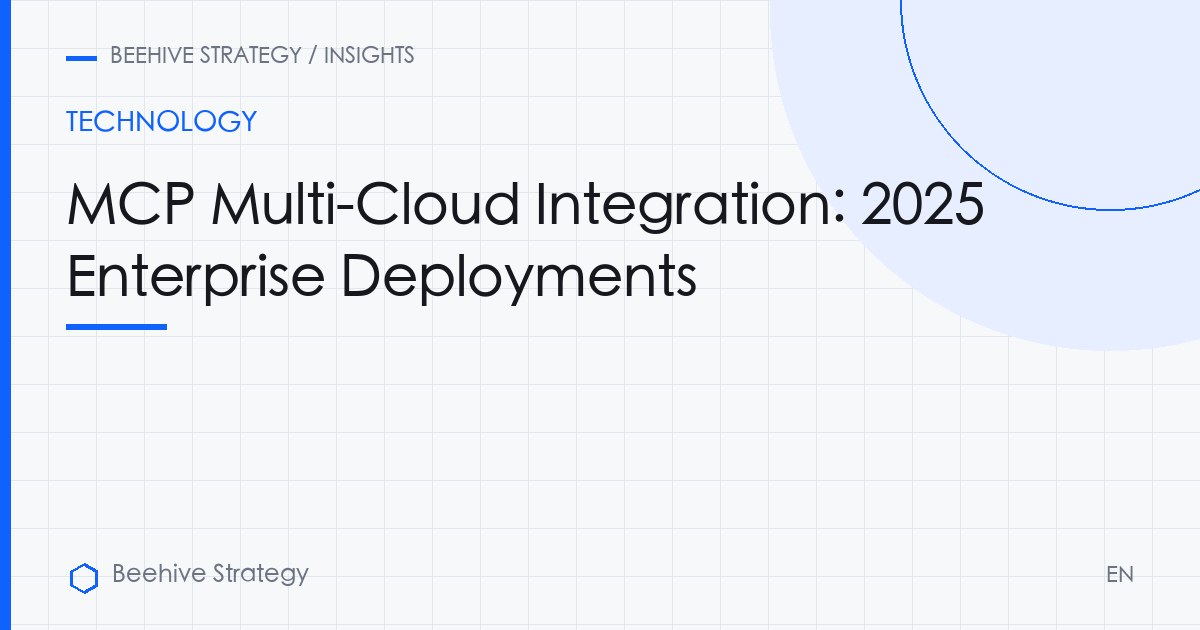 BEEHIVE STRATEGY / INSIGHTS
TECHNOLOGY
MCP Multi-Cloud Integration: 2025
Enterprise Deployments
Beehive Strategy
EN